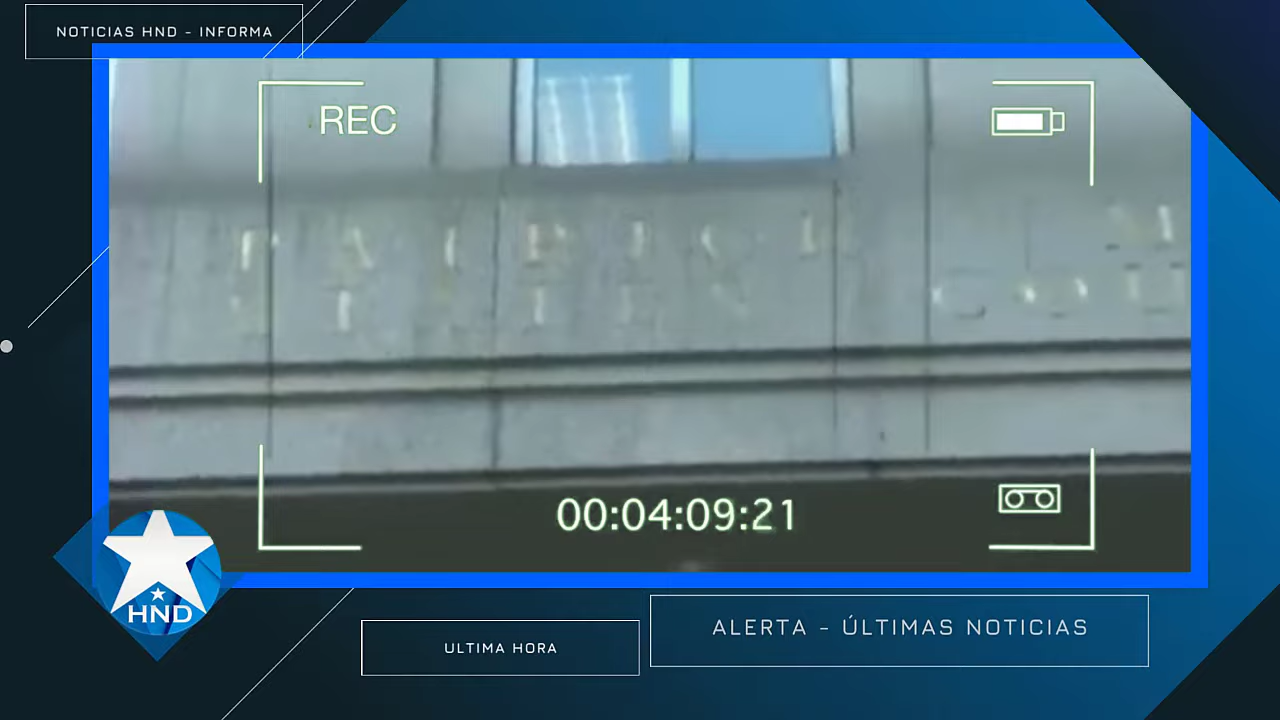 NOTICIAS HND - INFORMA
REC
00:04:09:21
HND
ULTIMA HORA
ALERTA - ÚLTIMAS NOTICIAS